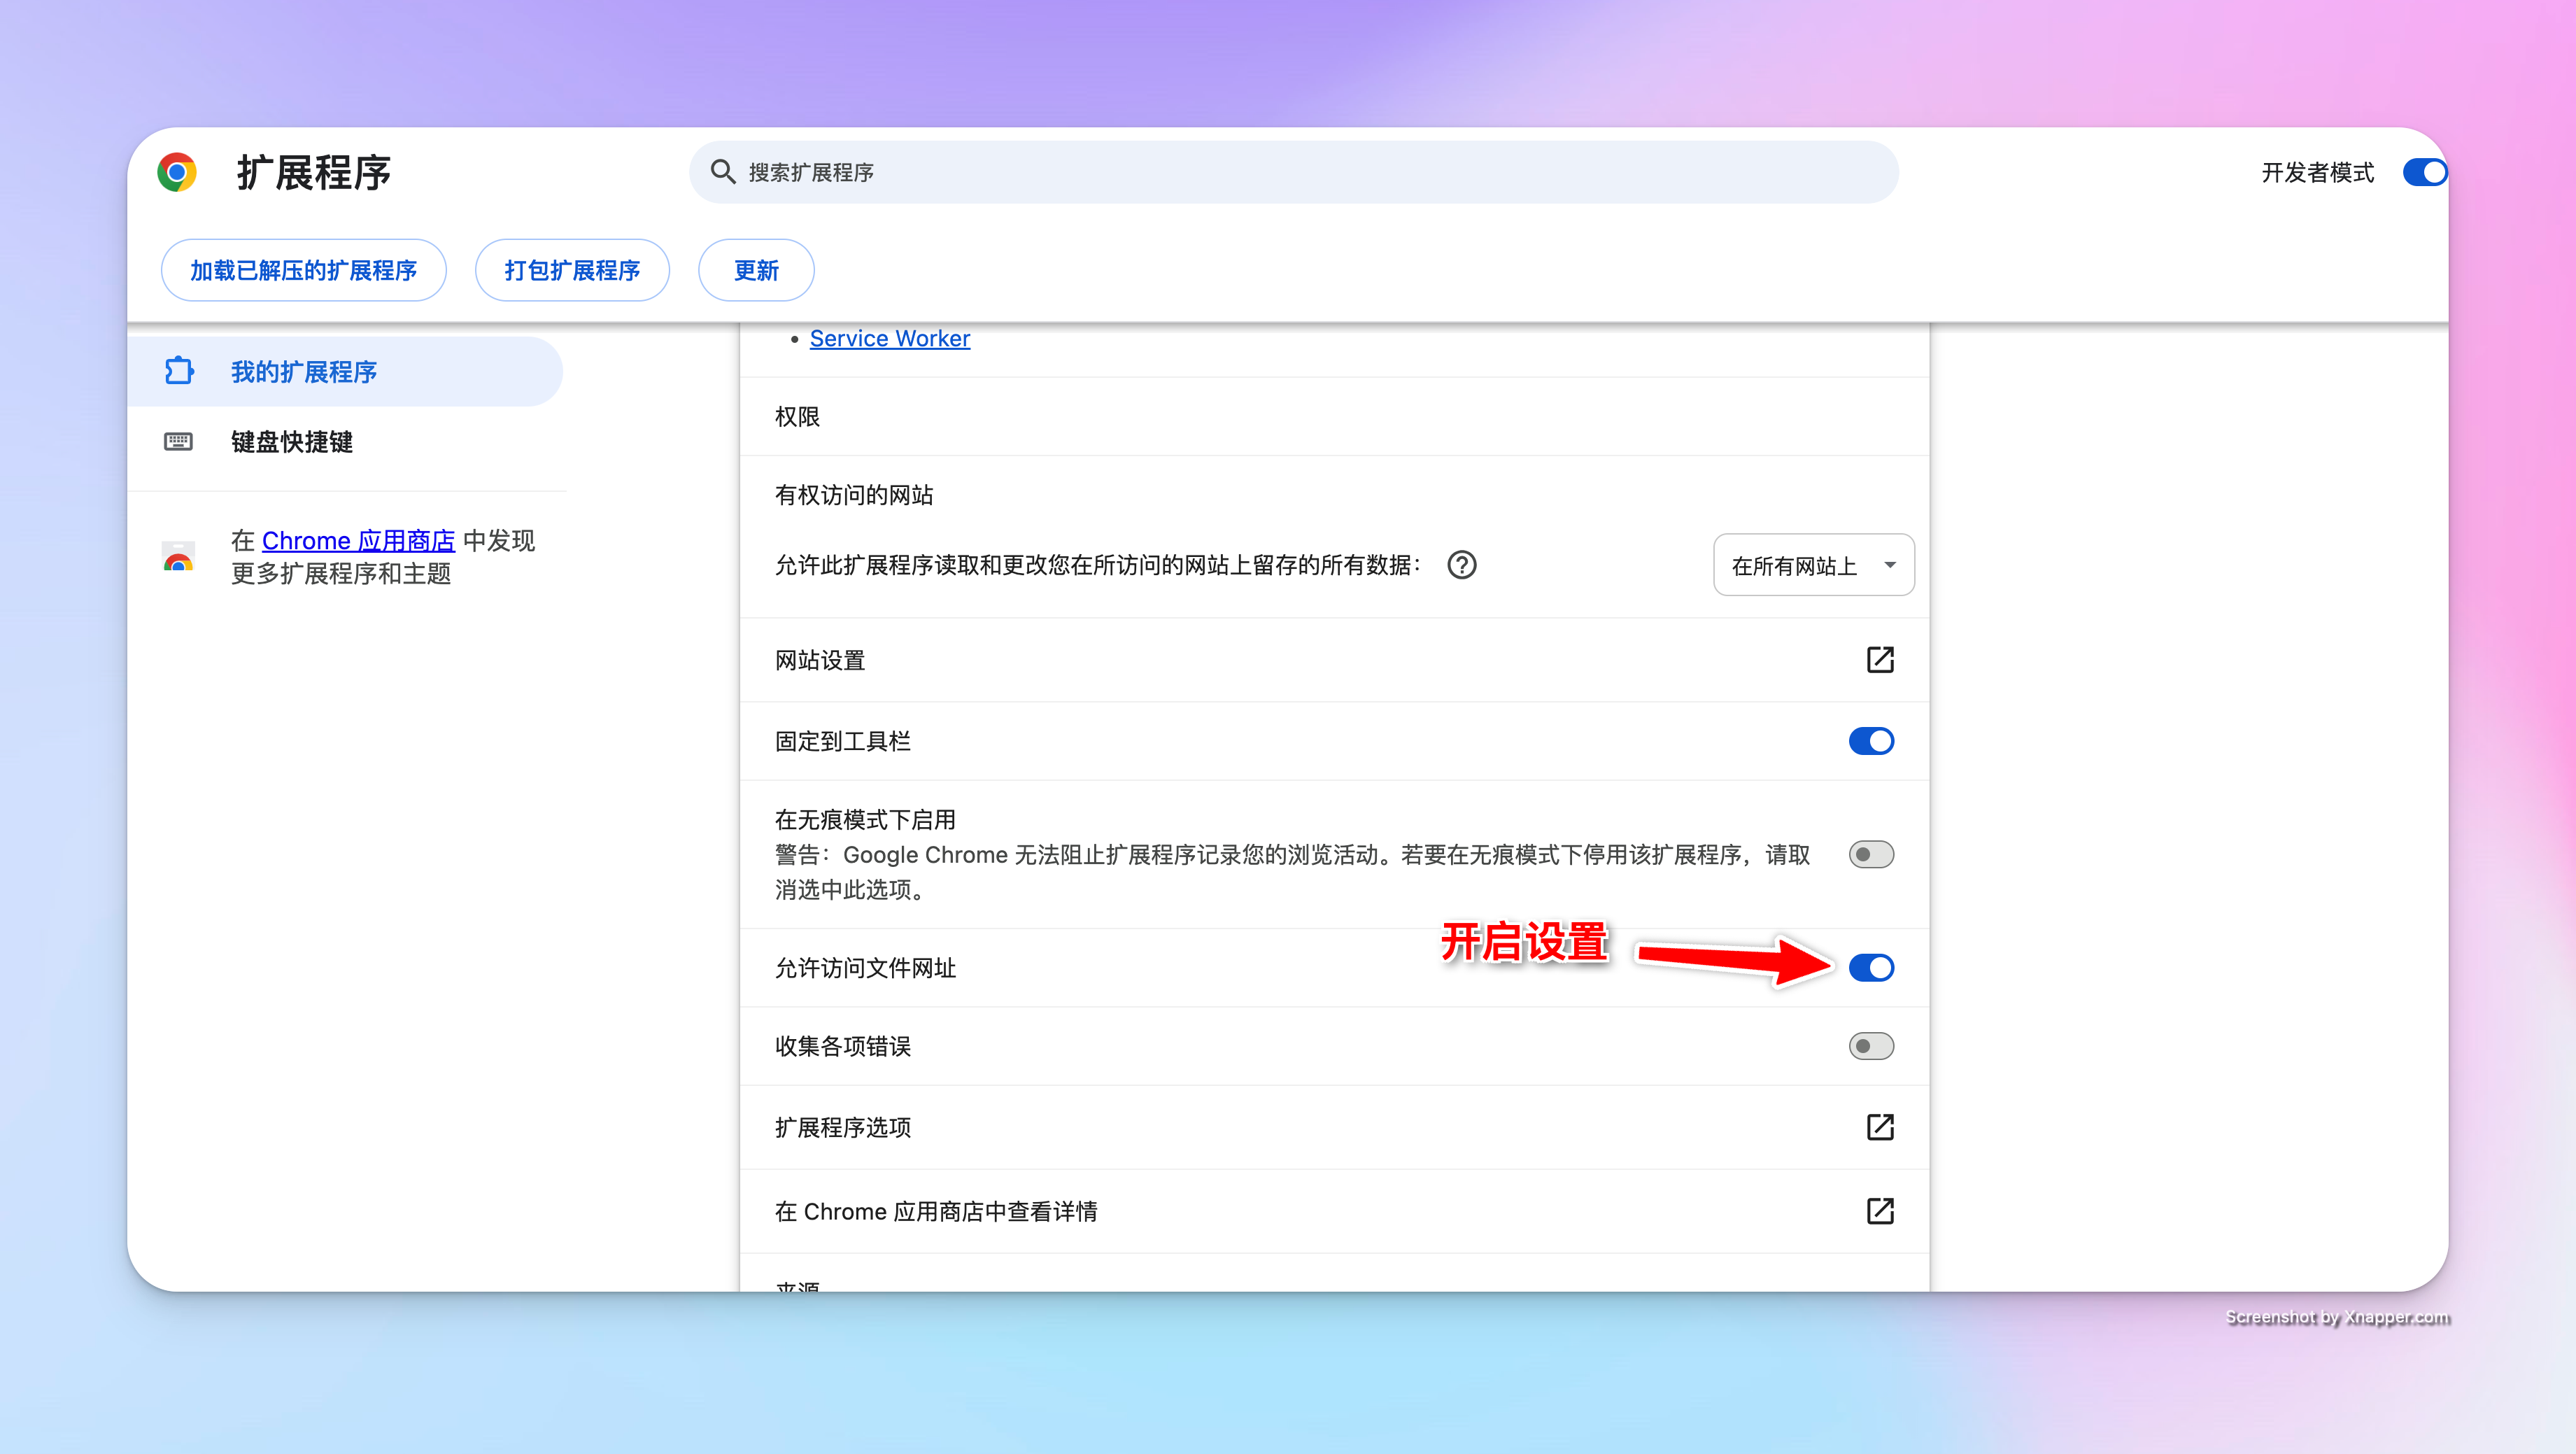 扩展程序
搜索扩展程序
开发者模式
加载已解压的扩展程序
打包扩展程序
更新
我的扩展程序
键盘快捷键
在 Chrome 应用商店 中发现
更多扩展程序和主题
Service Worker
权限
有权访问的网站
允许此扩展程序读取和更改您在所访问的网站上留存的所有数据：
在所有网站上
网站设置
固定到工具栏
在无痕模式下启用
警告：Google Chrome 无法阻止扩展程序记录您的浏览活动。若要在无痕模式下停用该扩展程序，请取
消选中此选项。
开启设置
允许访问文件网址
收集各项错误
扩展程序选项
在 Chrome 应用商店中查看详情
来源
Screenshot by Xnapper.com